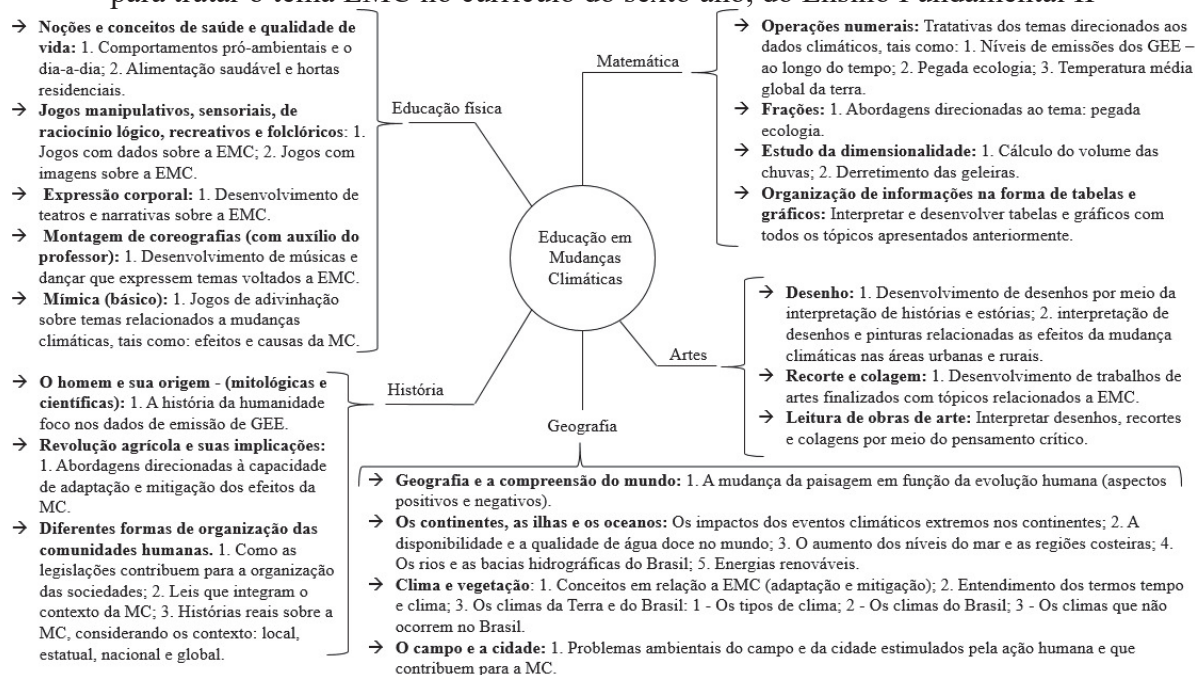 para tratar o tema EMC no currículo do sexto ano, do Ensino Fundamental II
→ Noções e conceitos de saúde e qualidade de
vida: 1. Comportamentos pró-ambientais e o
dia-a-dia; 2. Alimentação saudável e hortas
residenciais.
→ Jogos manipulativos, sensoriais, de
raciocínio lógico, recreativos e folclóricos: 1.
Jogos com dados sobre a EMC; 2. Jogos com
imagens sobre a EMC.
→ Expressão corporal: 1. Desenvolvimento de
teatros e narrativas sobre a EMC.
→ Montagem de coreografias (com auxílio do
professor): 1. Desenvolvimento de músicas e
dançar que expressem temas voltados a EMC.
→ Mímica (básico): 1. Jogos de adivinhação
sobre temas relacionados a mudanças
climáticas, tais como: efeitos e causas da MC.
Educação física
Matemática
→ Operações numerais: Tratativas dos temas direcionados aos
dados climáticos, tais como: 1. Níveis de emissões dos GEE –
ao longo do tempo; 2. Pegada ecologia; 3. Temperatura média
global da terra.
→ Frações: 1. Abordagens direcionadas ao tema: pegada
ecologia.
→ Estudo da dimensionalidade: 1. Cálculo do volume das
chuvas; 2. Derretimento das geleiras.
→ Organização de informações na forma de tabelas e
gráficos: Interpretar e desenvolver tabelas e gráficos com
todos os tópicos apresentados anteriormente.
Educação em
Mudanças
Climáticas
Artes
→ Desenho: 1. Desenvolvimento de desenhos por meio da
interpretação de histórias e estórias; 2. interpretação de
desenhos e pinturas relacionadas as efeitos da mudança
climáticas nas áreas urbanas e rurais.
→ Recorte e colagem: 1. Desenvolvimento de trabalhos de
artes finalizados com tópicos relacionados a EMC.
→ Leitura de obras de arte: Interpretar desenhos, recortes
e colagens por meio do pensamento crítico.
História
→ O homem e sua origem - (mitológicas e
científicas): 1. A história da humanidade
foco nos dados de emissão de GEE.
→ Revolução agrícola e suas implicações:
1. Abordagens direcionadas à capacidade
de adaptação e mitigação dos efeitos da
MC.
→ Diferentes formas de organização das
comunidades humanas. 1. Como as
legislações contribuem para a organização
das sociedades; 2. Leis que integram o
contexto da MC; 3. Histórias reais sobre a
MC, considerando os contexto: local,
estatual, nacional e global.
Geografia
→ Geografia e a compreensão do mundo: 1. A mudança da paisagem em função da evolução humana (aspectos
positivos e negativos).
→ Os continentes, as ilhas e os oceanos: Os impactos dos eventos climáticos extremos nos continentes; 2. A
disponibilidade e a qualidade de água doce no mundo; 3. O aumento dos níveis do mar e as regiões costeiras; 4.
Os rios e as bacias hidrográficas do Brasil; 5. Energias renováveis.
→ Clima e vegetação: 1. Conceitos em relação a EMC (adaptação e mitigação); 2. Entendimento dos termos tempo
e clima; 3. Os climas da Terra e do Brasil: 1 - Os tipos de clima; 2 - Os climas do Brasil; 3 - Os climas que não
ocorrem no Brasil.
→ O campo e a cidade: 1. Problemas ambientais do campo e da cidade estimulados pela ação humana e que
contribuem para a MC.